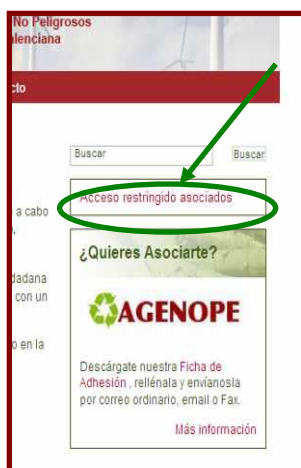 No Peligrosos
alenciana
cto
Buscar Buscar
Acceso restringido asociados
a cabo
¿Quieres Asociarte?
dadana
con un
AGENOPE
o en la
Descárgate nuestra Ficha de
Adhesión , rellénala y envíanosla
por correo ordinario, email o Fax.
Más información